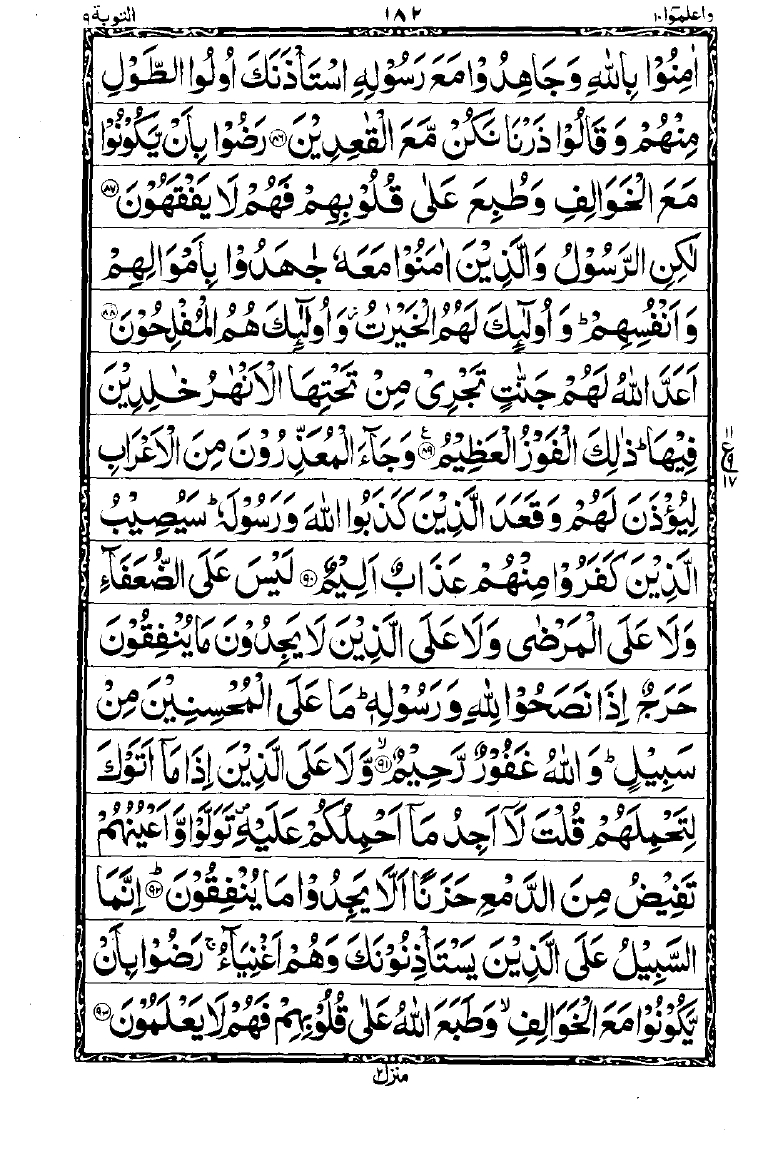 واعلموا ١٠ ١٨٢ التوبة ٩
اٰمِنُوْا بِاللّٰهِ وَجَاهِدُوْا مَعَ رَسُوْلِهِ اسْتَاْذَنَكَ اُولُوا الطَّوْلِ
مِنْهُمْ وَقَالُوْا ذَرْنَا نَكُنْ مَّعَ الْقٰعِدِيْنَ ﴿٨٦﴾ رَضُوْا بِاَنْ يَّكُوْنُوْا
مَعَ الْخَوَالِفِ وَطُبِعَ عَلٰى قُلُوْبِهِمْ فَهُمْ لَا يَفْقَهُوْنَ ﴿٨٧﴾
لٰكِنِ الرَّسُوْلُ وَالَّذِيْنَ اٰمَنُوْا مَعَهٗ جٰهَدُوْا بِاَمْوَالِهِمْ
وَاَنْفُسِهِمْ ؕ وَاُولٰٓئِكَ لَهُمُ الْخَيْرٰتُ ؗ وَاُولٰٓئِكَ هُمُ الْمُفْلِحُوْنَ ﴿٨٨﴾
اَعَدَّ اللّٰهُ لَهُمْ جَنّٰتٍ تَجْرِيْ مِنْ تَحْتِهَا الْاَنْهٰرُ خٰلِدِيْنَ
فِيْهَا ؕ ذٰلِكَ الْفَوْزُ الْعَظِيْمُ ﴿٨٩﴾ ع وَجَآءَ الْمُعَذِّرُوْنَ مِنَ الْاَعْرَابِ
١١ ع ٩ ١٧
لِيُؤْذَنَ لَهُمْ وَقَعَدَ الَّذِيْنَ كَذَبُوا اللّٰهَ وَرَسُوْلَهٗ ؕ سَيُصِيْبُ
الَّذِيْنَ كَفَرُوْا مِنْهُمْ عَذَابٌ اَلِيْمٌ ﴿٩٠﴾ لَيْسَ عَلَى الضُّعَفَآءِ
وَلَا عَلَى الْمَرْضٰى وَلَا عَلَى الَّذِيْنَ لَا يَجِدُوْنَ مَا يُنْفِقُوْنَ
حَرَجٌ اِذَا نَصَحُوْا لِلّٰهِ وَرَسُوْلِهٖ ؕ مَا عَلَى الْمُحْسِنِيْنَ مِنْ
سَبِيْلٍ ؕ وَاللّٰهُ غَفُوْرٌ رَّحِيْمٌ ﴿٩١﴾ ۙ وَّلَا عَلَى الَّذِيْنَ اِذَا مَاۤ اَتَوْكَ
لِتَحْمِلَهُمْ قُلْتَ لَاۤ اَجِدُ مَاۤ اَحْمِلُكُمْ عَلَيْهِ ۪ تَوَلَّوْا وَّاَعْيُنُهُمْ
تَفِيْضُ مِنَ الدَّمْعِ حَزَنًا اَلَّا يَجِدُوْا مَا يُنْفِقُوْنَ ﴿٩٢﴾ ؕ اِنَّمَا
السَّبِيْلُ عَلَى الَّذِيْنَ يَسْتَاْذِنُوْنَكَ وَهُمْ اَغْنِيَآءُ ۚ رَضُوْا بِاَنْ
يَّكُوْنُوْا مَعَ الْخَوَالِفِ ۙ وَطَبَعَ اللّٰهُ عَلٰى قُلُوْبِهِمْ فَهُمْ لَا يَعْلَمُوْنَ ﴿٩٣﴾
منزل ٢